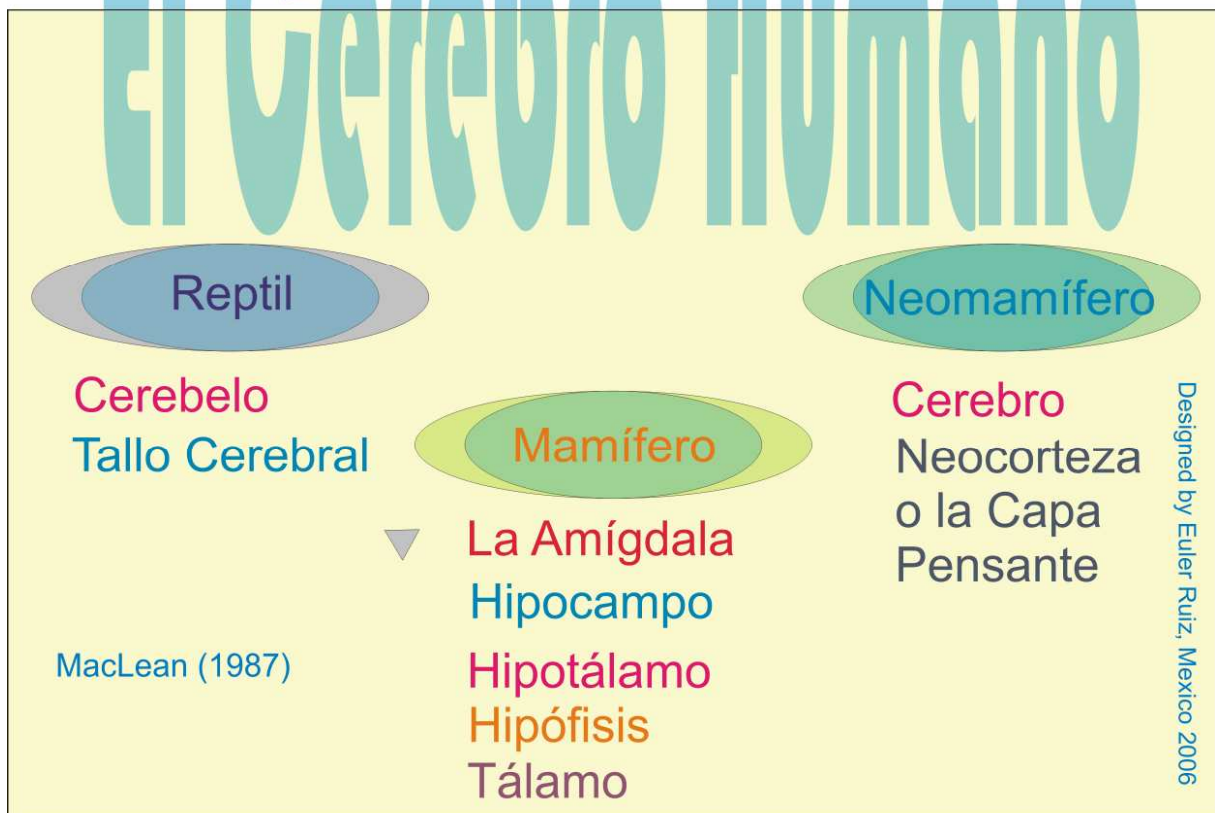 El Cerebro Humano
Reptil
Cerebelo
Tallo Cerebral
Mamífero
La Amígdala
Hipocampo
Hipotálamo
Hipófisis
Tálamo
Neomamífero
Cerebro
Neocorteza
o la Capa
Pensante
MacLean (1987)
Designed by Euler Ruiz, Mexico 2006